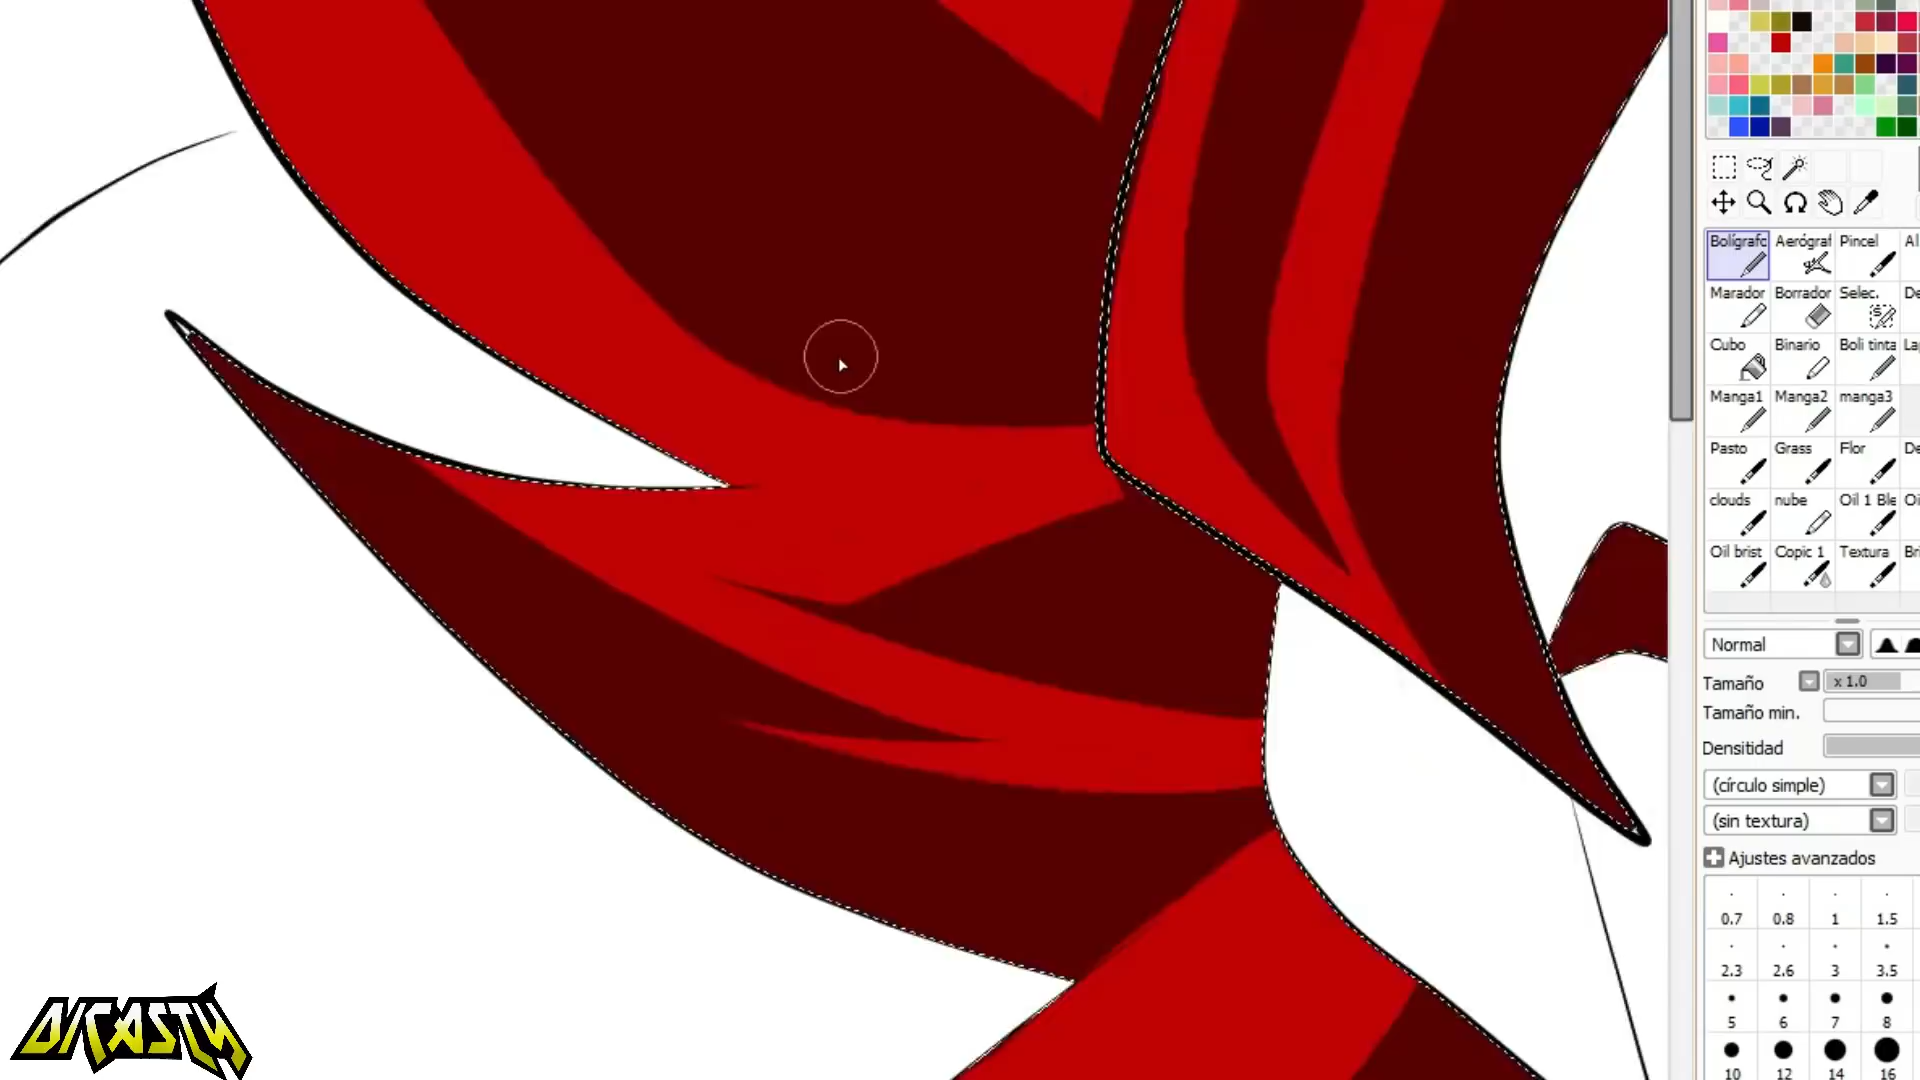 Bolígrafo Aerógraf Pincel Al
Marador Borrador Selec. De
Cubo Binario Boli tinta La
Manga1 Manga2 manga3
Pasto Grass Flor De
clouds nube Oil 1 Ble Oi
Oil brist Copic 1 Textura Bri
Normal
Tamaño x 1.0
Tamaño min.
Densitidad
(círculo simple)
(sin textura)
Ajustes avanzados
0.7 0.8 1 1.5
2.3 2.6 3 3.5
5 6 7 8
10 12 14 16
DICASTY